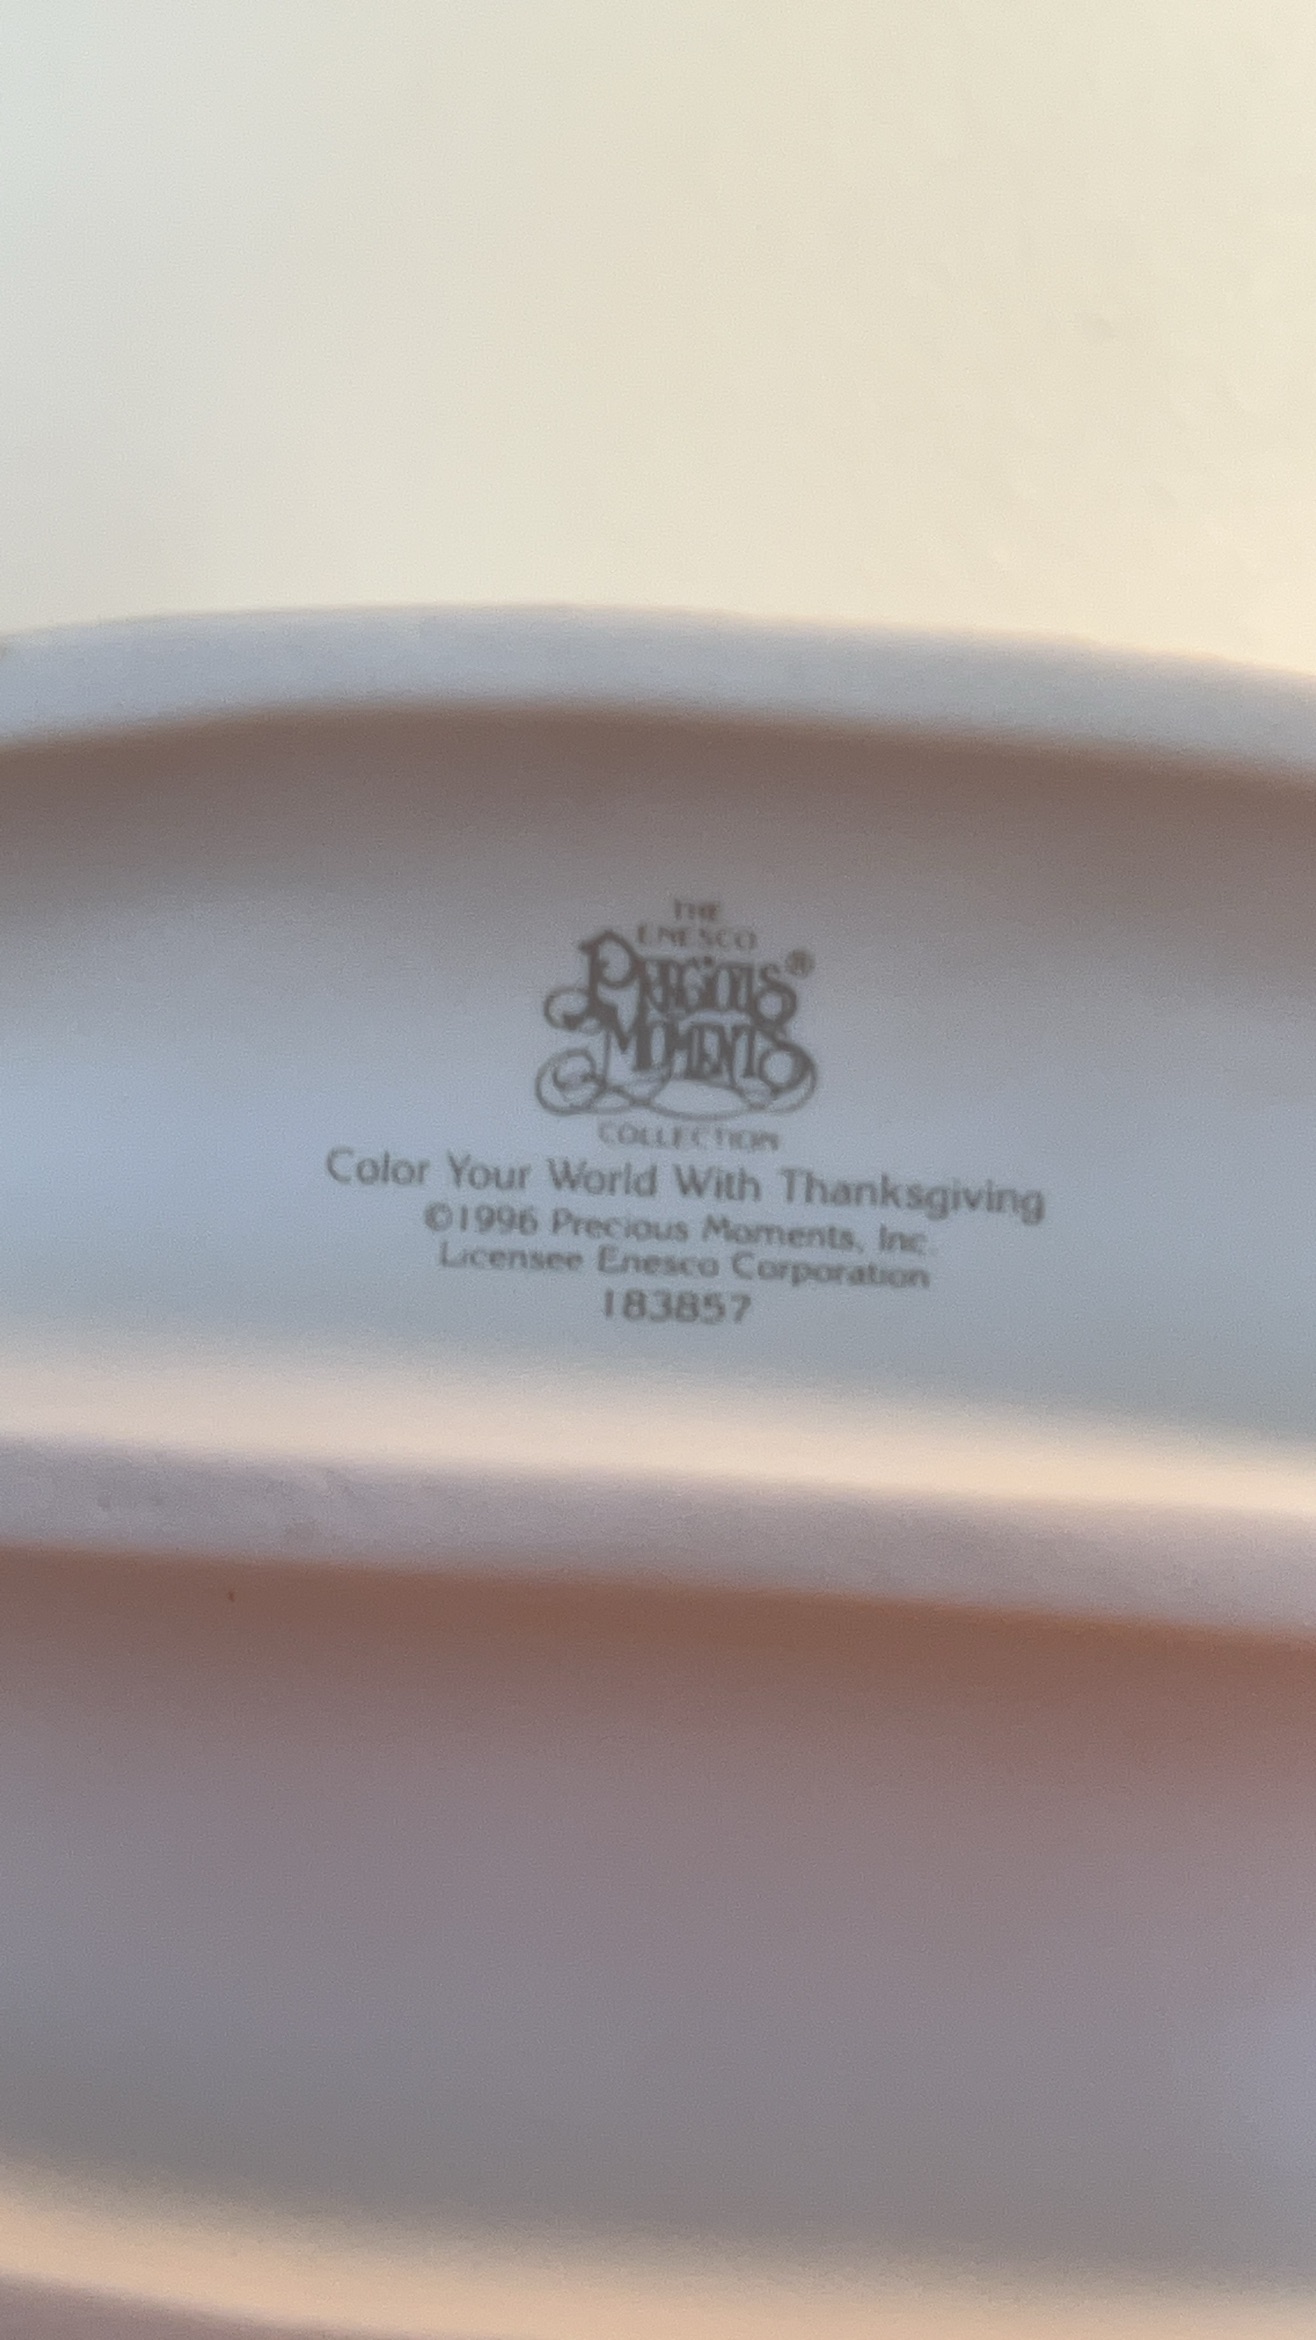 THE
ENESCO
PRECIOUS®
MOMENTS
COLLECTION
Color Your World With Thanksgiving
©1996 Precious Moments, Inc.
Licensee Enesco Corporation
183857